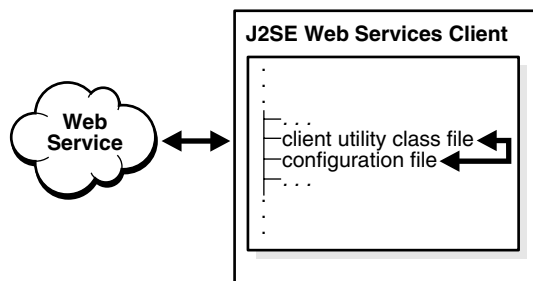 J2SE Web Services Client
.
.
.
. . .
Web
Service
client utility class file
configuration file
. . .
.
.
.